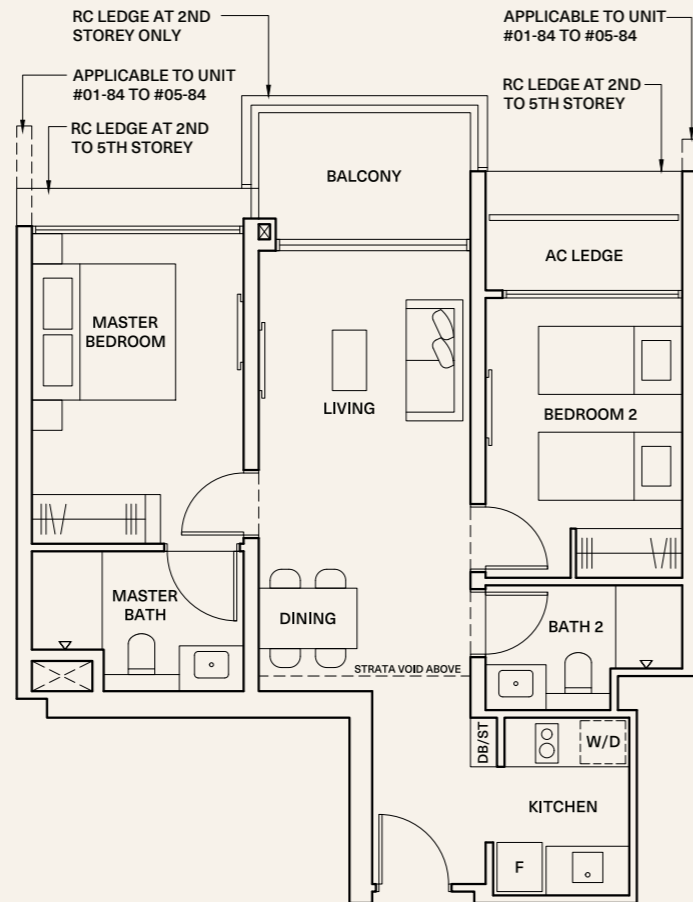 RC LEDGE AT 2ND
STOREY ONLY
APPLICABLE TO UNIT
#01-84 TO #05-84
APPLICABLE TO UNIT
#01-84 TO #05-84
RC LEDGE AT 2ND
TO 5TH STOREY
RC LEDGE AT 2ND
TO 5TH STOREY
BALCONY
AC LEDGE
MASTER
BEDROOM
LIVING
BEDROOM 2
MASTER
BATH
DINING
BATH 2
STRATA VOID ABOVE
DB/ST
W/D
KITCHEN
F